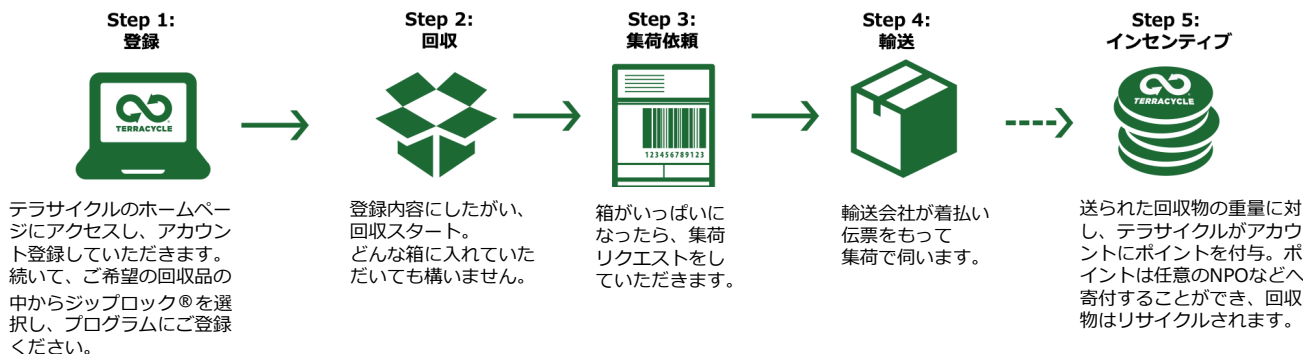 Step 1:
登録
TERRACYCLE
テラサイクルのホームペー
ジにアクセスし、アカウン
ト登録していただきます。
続いて、ご希望の回収品の
中からジップロック®を選
択し、プログラムにご登録
ください。
Step 2:
回収
登録内容にしたがい、
回収スタート。
どんな箱に入れていた
だいても構いません。
Step 3:
集荷依頼
123456789123
箱がいっぱいに
なったら、集荷
リクエストをし
ていただきます。
Step 4:
輸送
輸送会社が着払い
伝票をもって
集荷で伺います。
Step 5:
インセンティブ
TERRACYCLE
送られた回収物の重量に対
し、テラサイクルがアカウ
ントにポイントを付与。ポ
イントは任意のNPOなどへ
寄付することができ、回収
物はリサイクルされます。